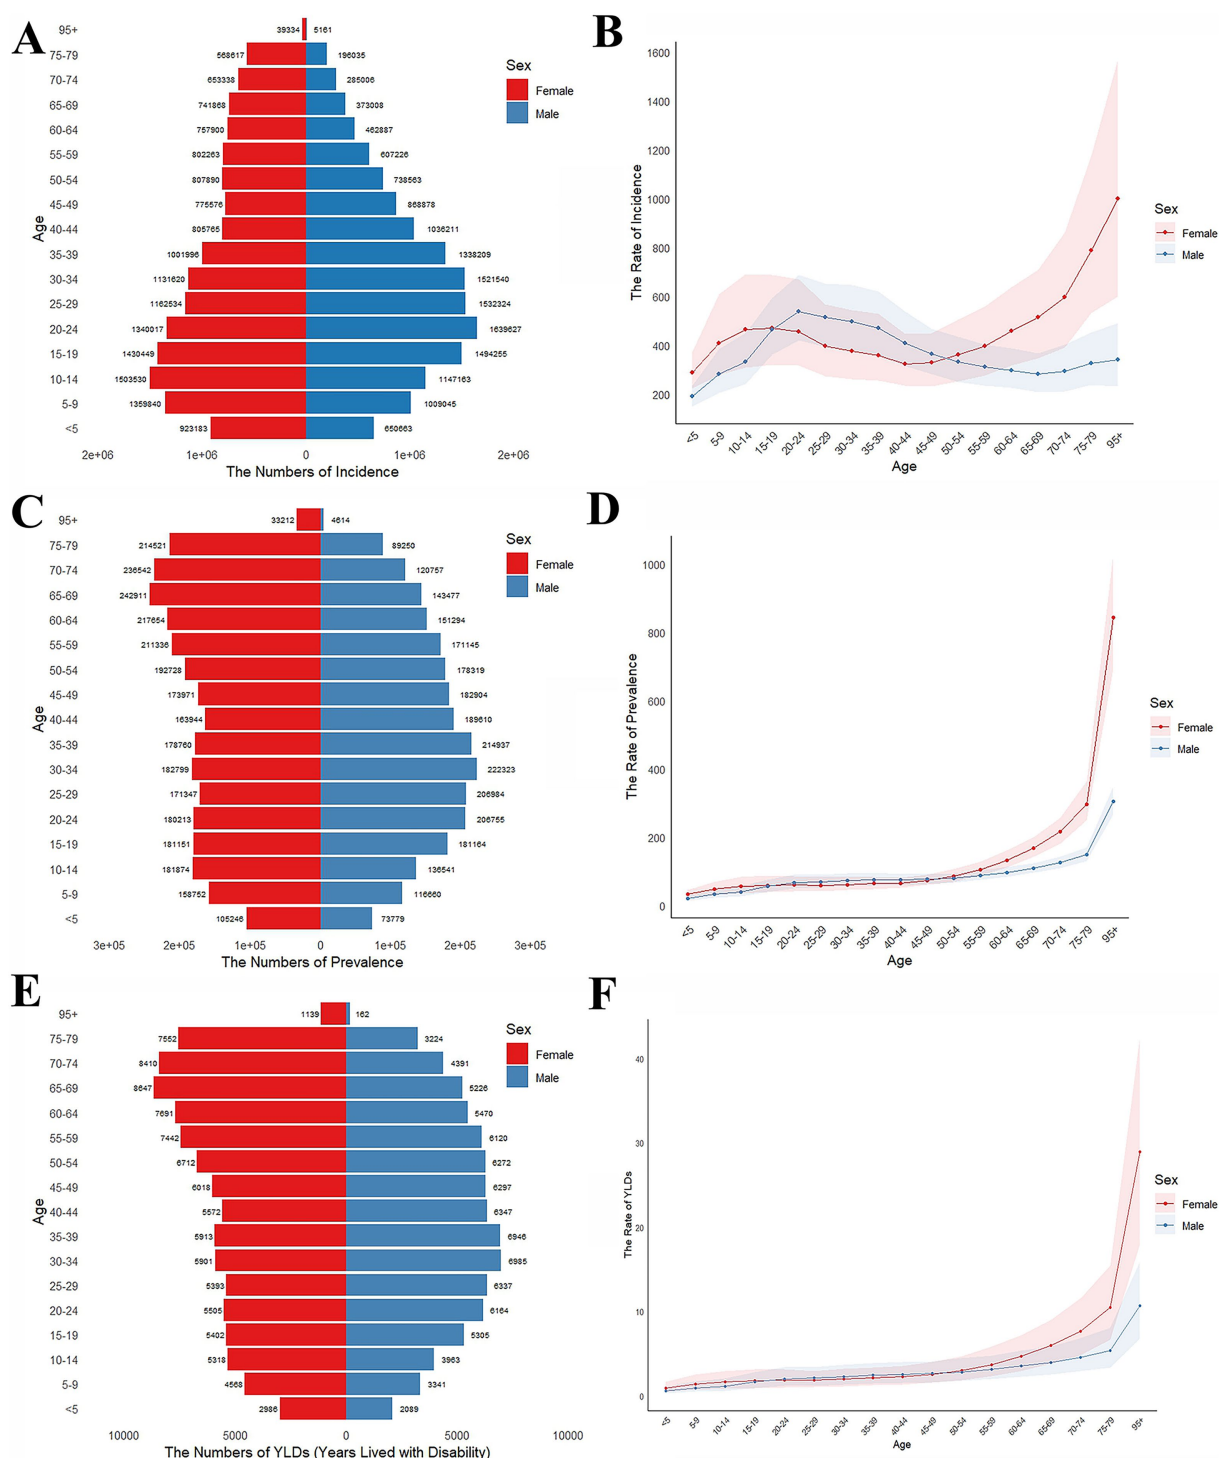 A
95+ 39334 5161
75-79 568617 196035
70-74 653338 285006
65-69 741868 373008
60-64 757900 462887
55-59 802263 607226
50-54 807890 738563
45-49 775576 868878
40-44 805765 1036211
35-39 1001996 1338209
30-34 1131620 1521540
25-29 1162534 1532324
20-24 1340017 1639627
15-19 1430449 1494255
10-14 1503530 1147163
5-9 1359840 1009045
<5 923183 650663
Age
2e+06 1e+06 0 1e+06 2e+06
The Numbers of Incidence
Sex
Female
Male
B
1600
1400
1200
1000
800
600
400
200
The Rate of Incidence
<5 5-9 10-14 15-19 20-24 25-29 30-34 35-39 40-44 45-49 50-54 55-59 60-64 65-69 70-74 75-79 95+
Age
Sex
Female
Male
C
95+ 33212 4614
75-79 214521 89250
70-74 236542 120757
65-69 242911 143477
60-64 217654 151294
55-59 211336 171145
50-54 192728 178319
45-49 173971 182904
40-44 163944 189610
35-39 178760 214937
30-34 182799 222323
25-29 171347 206984
20-24 180213 206755
15-19 181151 181164
10-14 181874 136541
5-9 158752 116660
<5 105246 73779
Age
3e+05 2e+05 1e+05 0 1e+05 2e+05 3e+05
The Numbers of Prevalence
Sex
Female
Male
D
1000
800
600
400
200
0
The Rate of Prevalence
<5 5-9 10-14 15-19 20-24 25-29 30-34 35-39 40-44 45-49 50-54 55-59 60-64 65-69 70-74 75-79 95+
Age
Sex
Female
Male
E
95+ 1139 162
75-79 7552 3224
70-74 8410 4391
65-69 8647 5226
60-64 7691 5470
55-59 7442 6120
50-54 6712 6272
45-49 6018 6297
40-44 5572 6347
35-39 5913 6946
30-34 5901 6985
25-29 5393 6337
20-24 5505 6164
15-19 5402 5305
10-14 5318 3963
5-9 4568 3341
<5 2986 2089
Age
10000 5000 0 5000 10000
The Numbers of YLDs (Years Lived with Disability)
Sex
Female
Male
F
40
30
20
10
0
The Rate of YLDs
<5 5-9 10-14 15-19 20-24 25-29 30-34 35-39 40-44 45-49 50-54 55-59 60-64 65-69 70-74 75-79 95+
Age
Sex
Female
Male